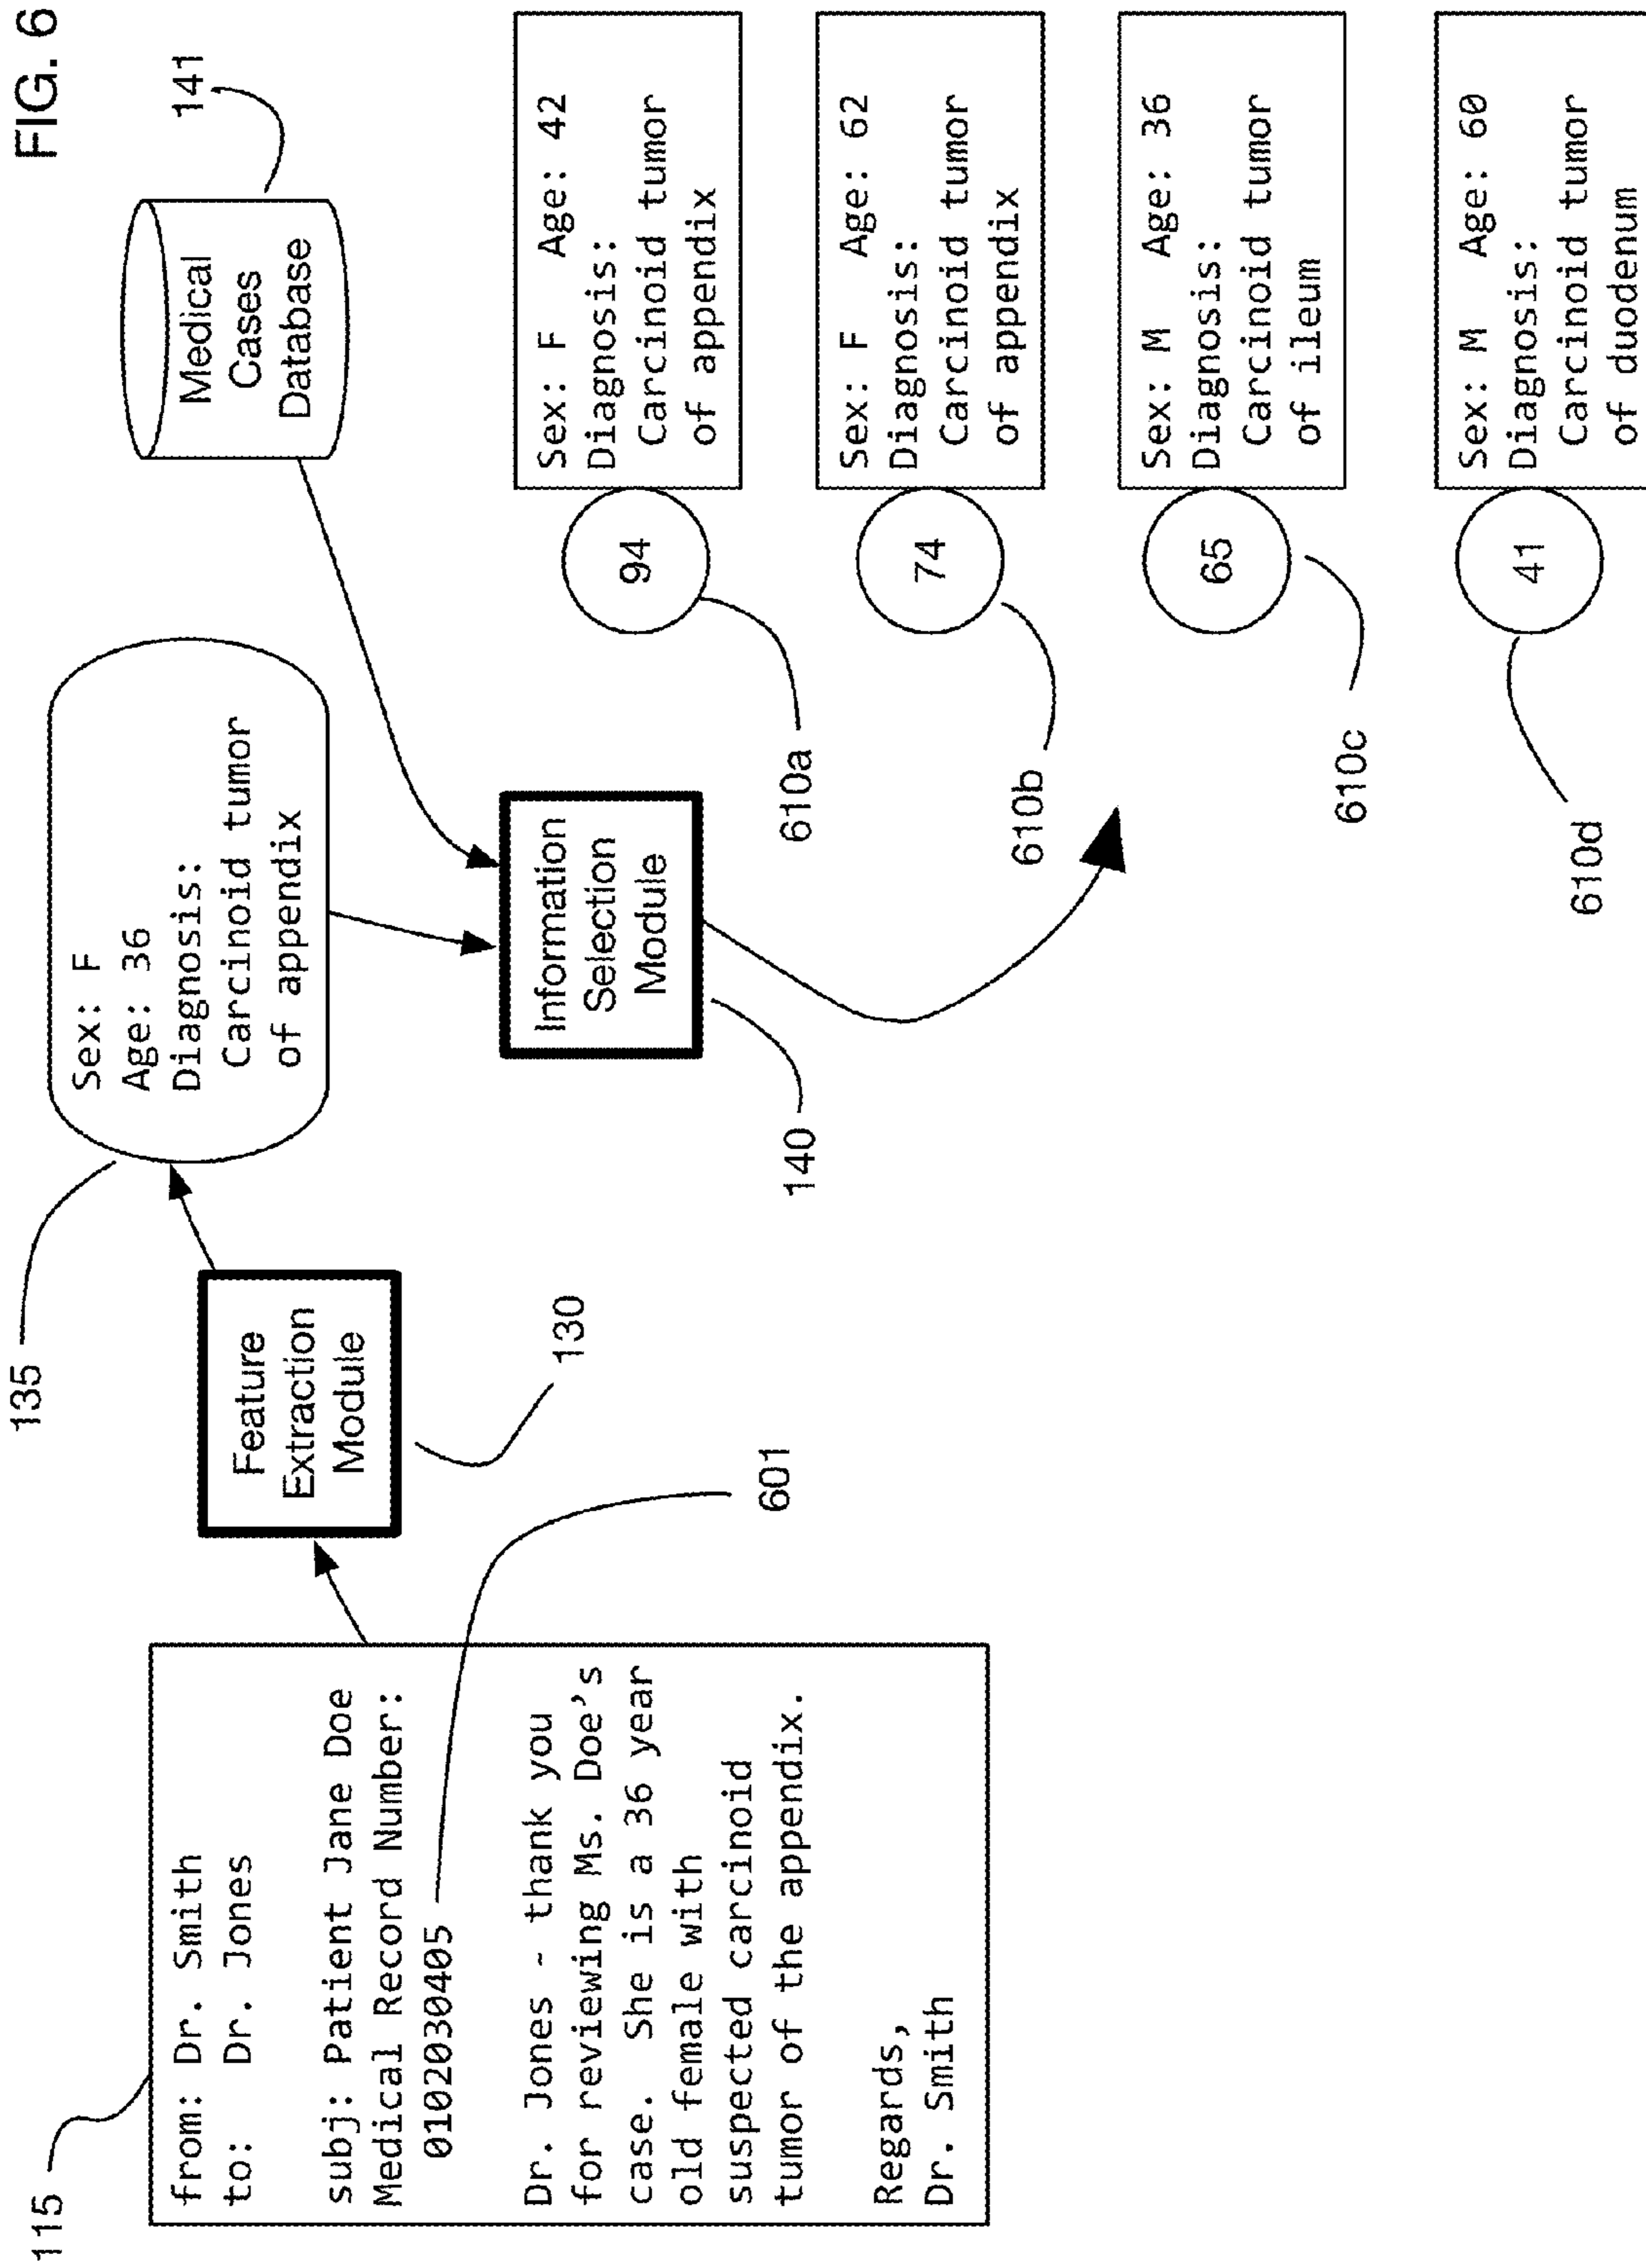 FIG. 6
115
from: Dr. Smith
to:  Dr. Jones
subj: Patient Jane Doe
Medical Record Number:
0102030405
Dr. Jones - thank you
for reviewing Ms. Doe's
case.  She is a 36 year
old female with
suspected carcinoid
tumor of the appendix.
Regards,
Dr. Smith
601
Feature
Extraction
Module
130
135
Sex: F
Age: 36
Diagnosis:
Carcinoid tumor
of appendix
Medical
Cases
Database
141
Information
Selection
Module
140
94
Sex: F  Age: 42
Diagnosis:
Carcinoid tumor
of appendix
610a
74
Sex: F  Age: 62
Diagnosis:
Carcinoid tumor
of appendix
610b
65
Sex: M  Age: 36
Diagnosis:
Carcinoid tumor
of ileum
610c
41
Sex: M  Age: 60
Diagnosis:
Carcinoid tumor
of duodenum
610d